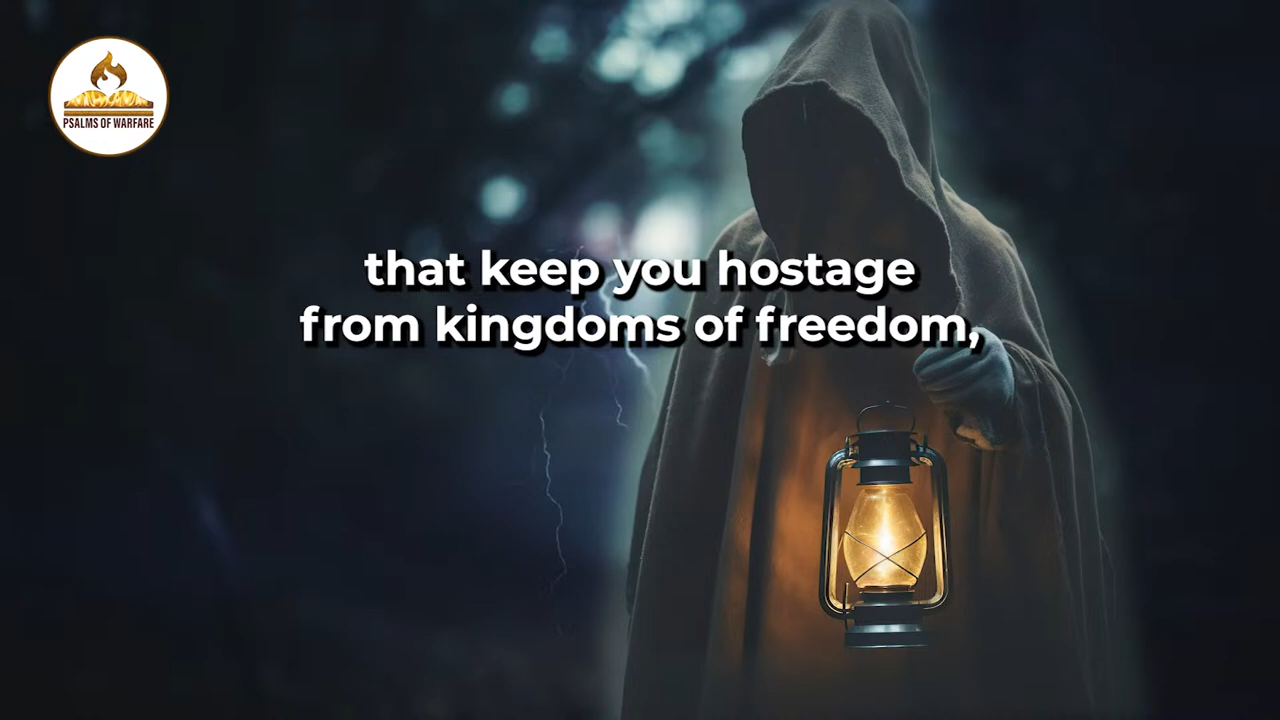 PSALMS OF WARFARE
that keep you hostage
from kingdoms of freedom,